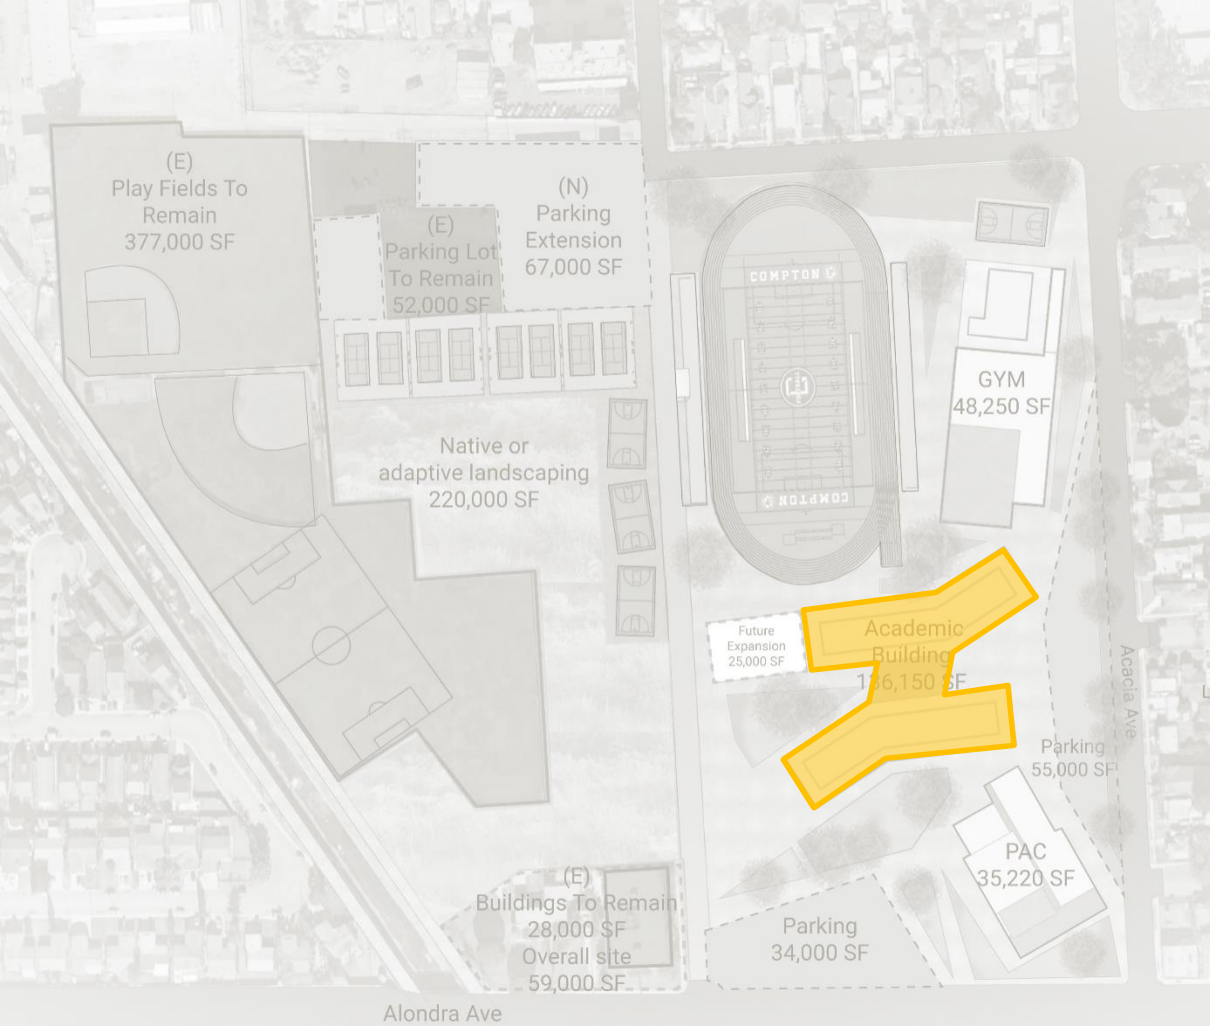 (E)
Play Fields To
Remain
377,000 SF
(N)
Parking
Extension
67,000 SF
(E)
Parking Lot
To Remain
52,000 SF
COMPTON
COMPTON
GYM
48,250 SF
Native or
adaptive landscaping
220,000 SF
Future
Expansion
25,000 SF
Academic
Building
136,150 SF
Acacia Ave
Parking
55,000 SF
PAC
35,220 SF
(E)
Buildings To Remain
28,000 SF
Overall site
59,000 SF
Parking
34,000 SF
Alondra Ave